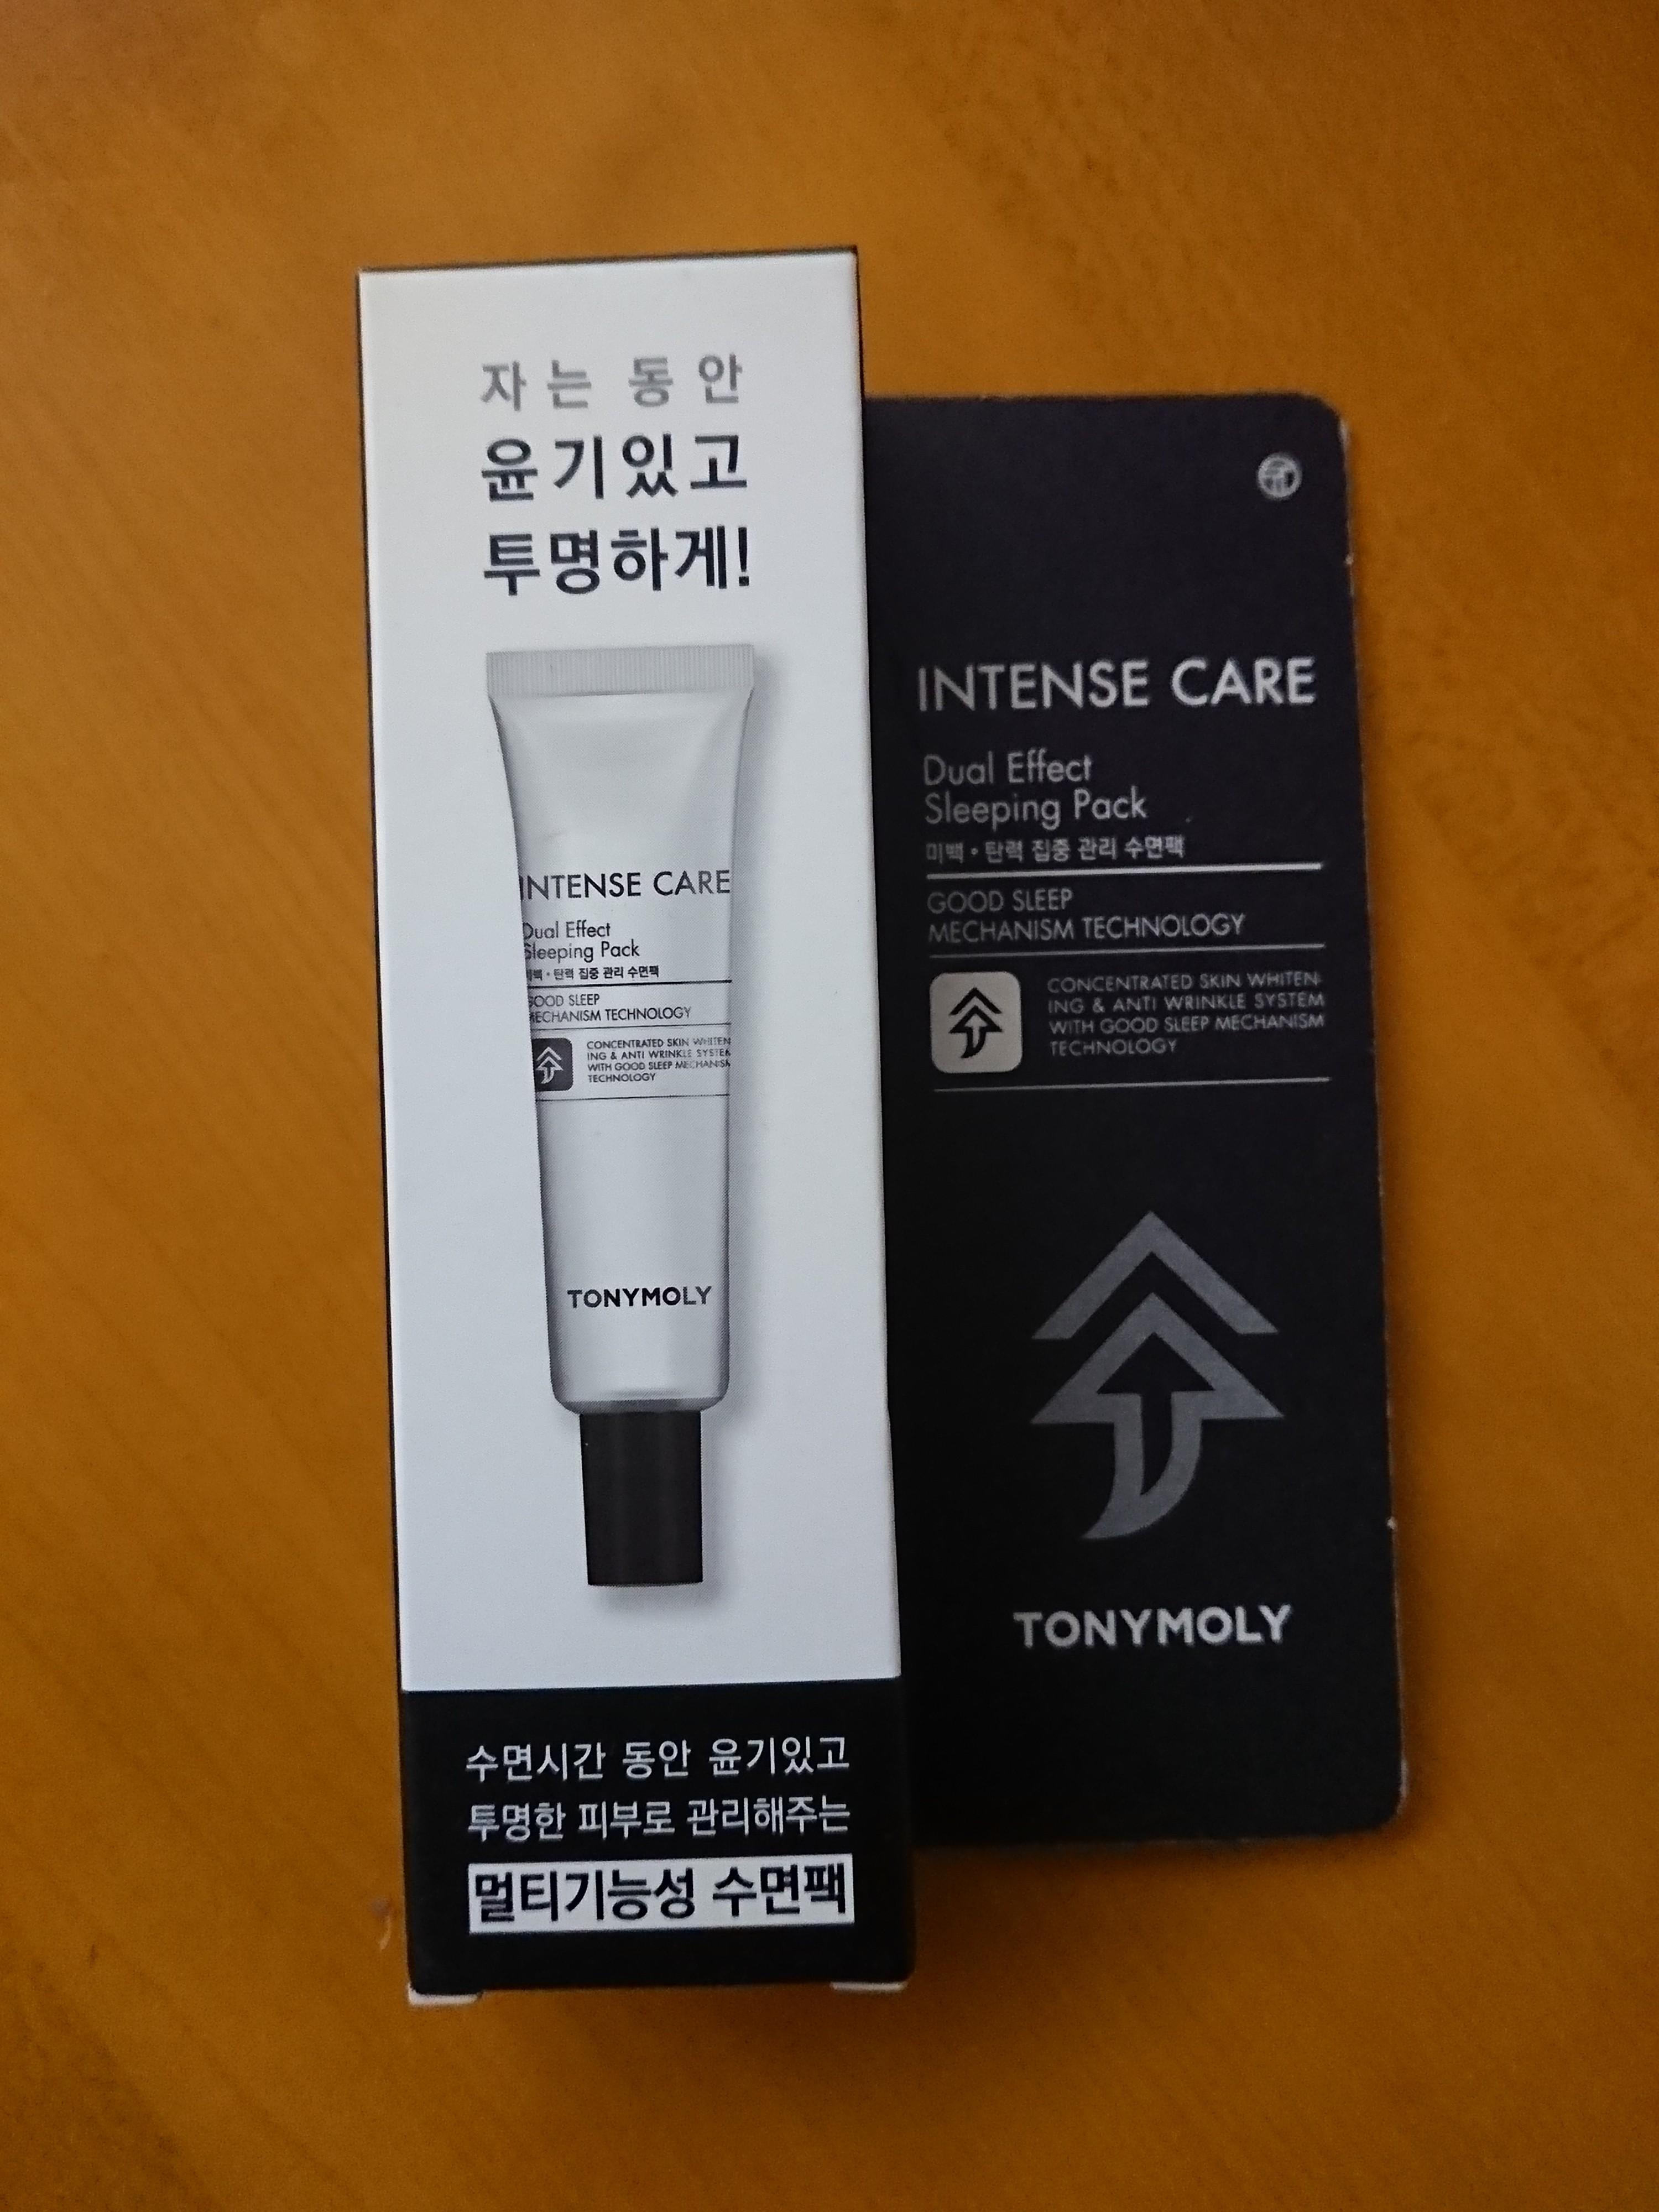 자는 동안
윤기있고
투명하게!
INTENSE CARE
Dual Effect
Sleeping Pack
미백 • 탄력 집중 관리 수면팩
GOOD SLEEP
MECHANISM TECHNOLOGY
CONCENTRATED SKIN WHITEN
ING & ANTI WRINKLE SYSTEM
WITH GOOD SLEEP MECHANISM
TECHNOLOGY
TONYMOLY
수면시간 동안 윤기있고
투명한 피부로 관리해주는
멀티기능성 수면팩
INTENSE CARE
Dual Effect
Sleeping Pack
미백 • 탄력 집중 관리 수면팩
GOOD SLEEP
MECHANISM TECHNOLOGY
CONCENTRATED SKIN WHITEN-
ING & ANTI WRINKLE SYSTEM
WITH GOOD SLEEP MECHANISM
TECHNOLOGY
TONYMOLY